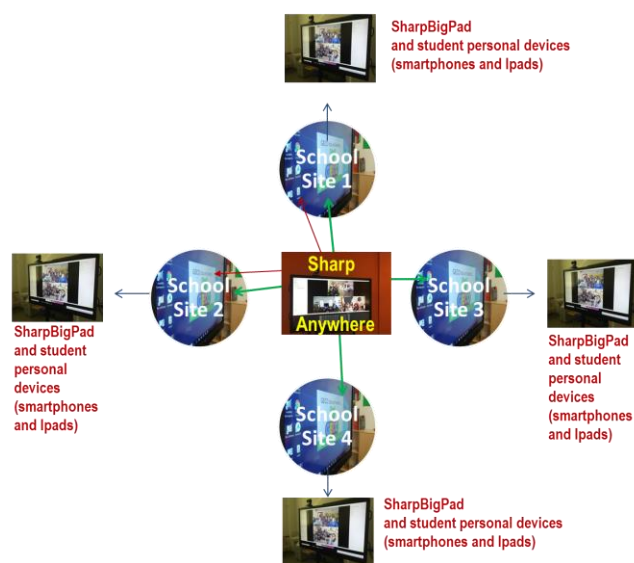 SharpBigPad
and student personal devices
(smartphones and Ipads)
School
Site 1
Sharp
Anywhere
School
Site 2
School
Site 3
SharpBigPad
and student
personal
devices
(smartphones
and Ipads)
SharpBigPad
and student
personal
devices
(smartphones
and Ipads)
School
Site 4
SharpBigPad
and student personal devices
(smartphones and Ipads)